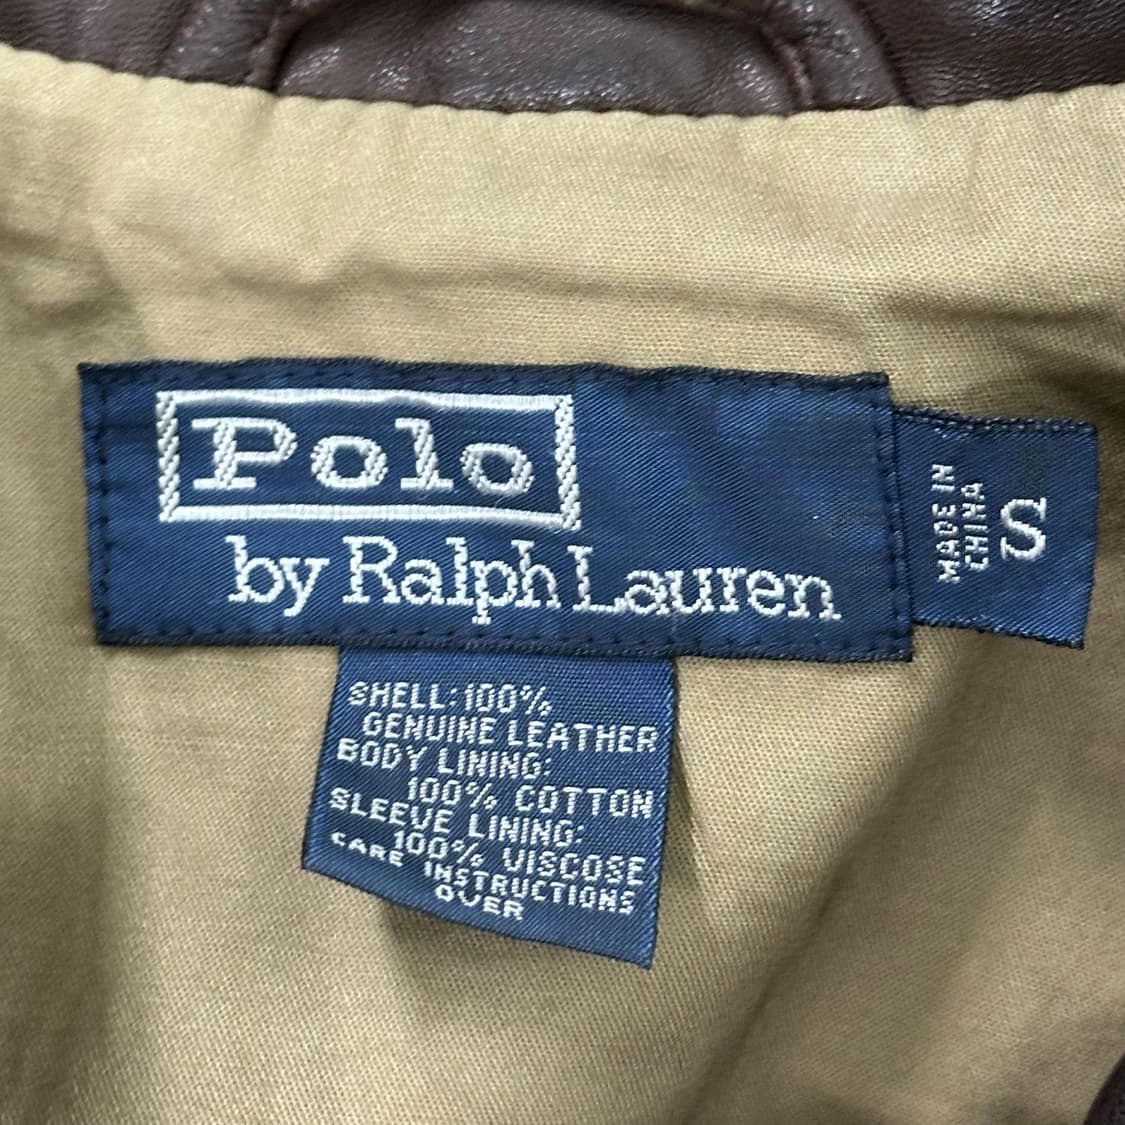 Polo
by Ralph Lauren
MADE IN
CHINA
S
SHELL: 100%
GENUINE LEATHER
BODY LINING:
100% COTTON
SLEEVE LINING:
100% VISCOSE
CARE INSTRUCTIONS
OVER